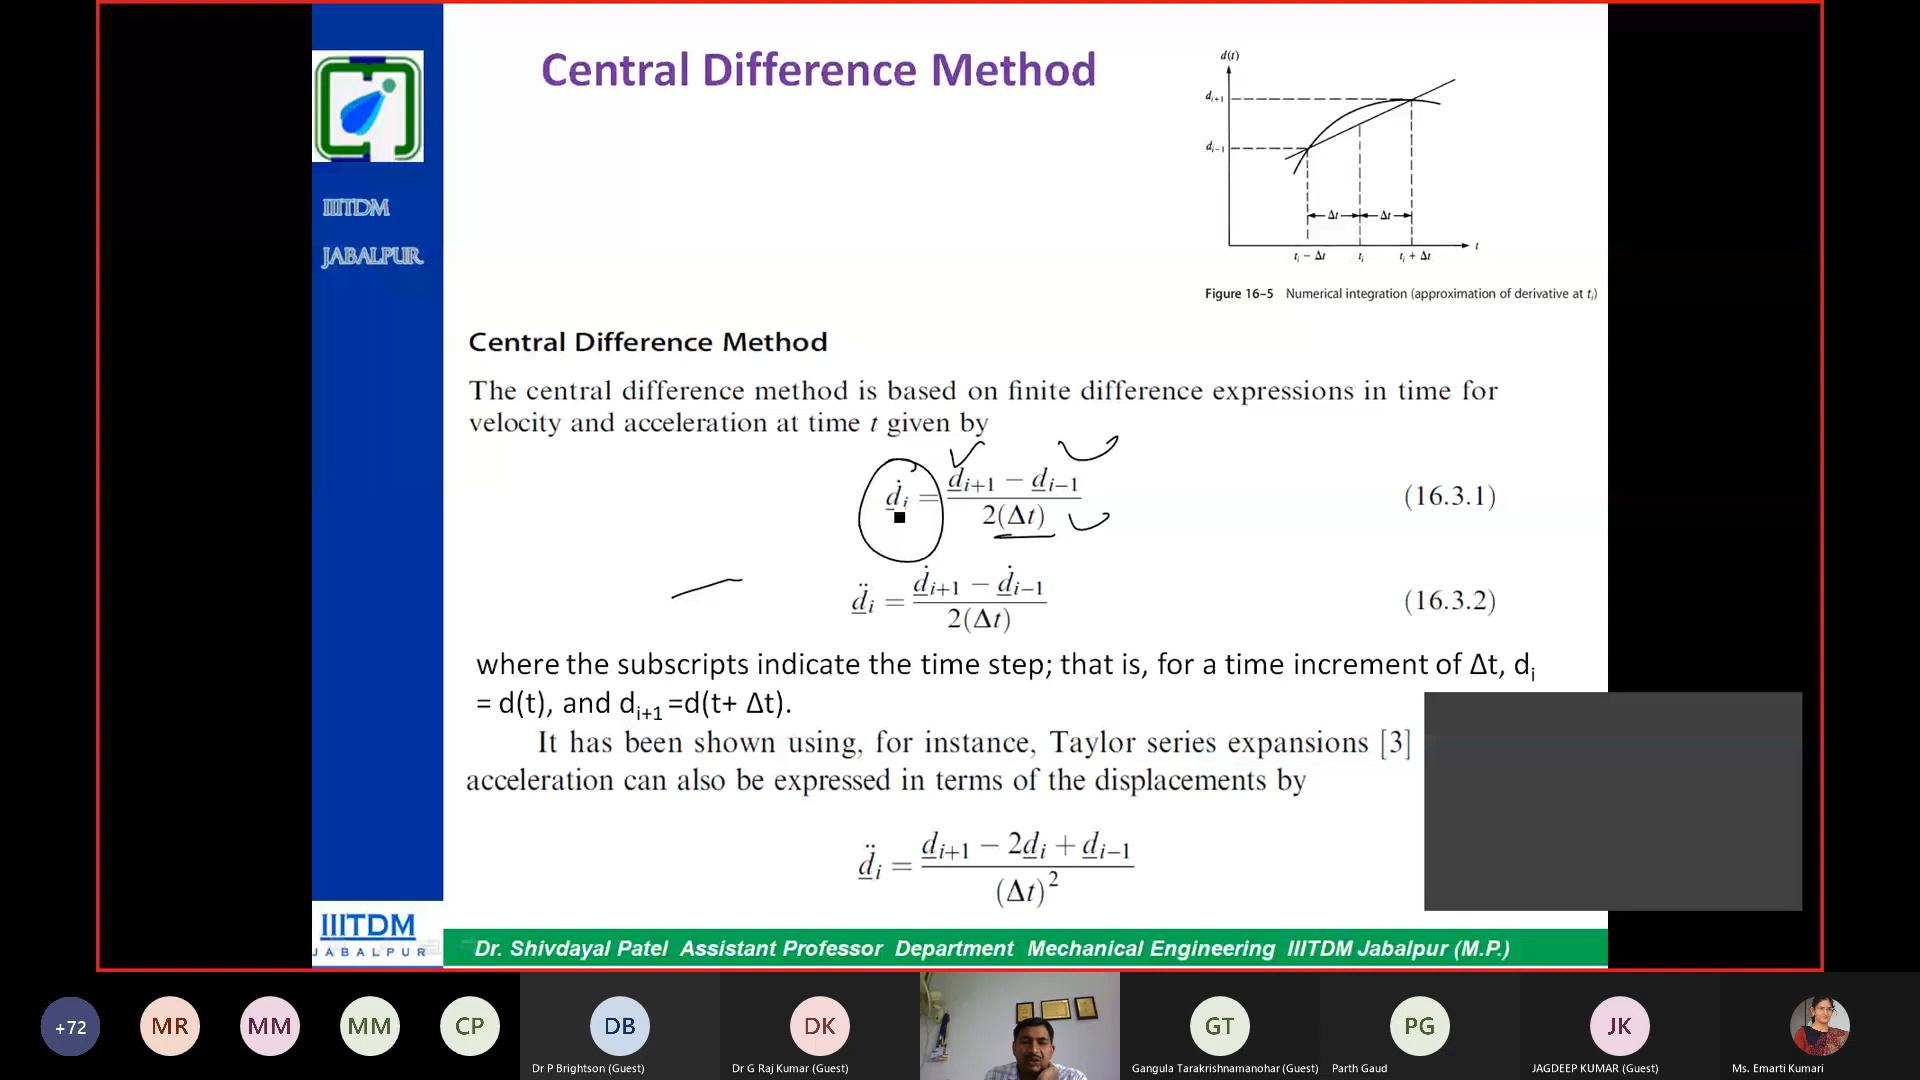 Central Difference Method
IIITDM
JABALPUR
d(t)
d_{i+1}
d_{i−1}
Δt Δt
t
t_i − Δt t_i t_i + Δt
Figure 16–5 Numerical integration (approximation of derivative at t_i)
Central Difference Method
The central difference method is based on finite difference expressions in time for
velocity and acceleration at time t given by
ḋ_i = (d_{i+1} − d_{i−1}) / 2(Δt) (16.3.1)
d̈_i = (ḋ_{i+1} − ḋ_{i−1}) / 2(Δt) (16.3.2)
where the subscripts indicate the time step; that is, for a time increment of Δt, d_i
= d(t), and d_{i+1} =d(t+ Δt).
It has been shown using, for instance, Taylor series expansions [3]
acceleration can also be expressed in terms of the displacements by
d̈_i = (d_{i+1} − 2d_i + d_{i−1}) / (Δt)²
IIITDM
JABALPUR
Dr. Shivdayal Patel Assistant Professor Department Mechanical Engineering IIITDM Jabalpur (M.P.)
+72 MR MM MM CP DB DK GT PG JK
Dr P Brightson (Guest) Dr G Raj Kumar (Guest) Gangula Tarakrishnamanohar (Guest) Parth Gaud JAGDEEP KUMAR (Guest) Ms. Emarti Kumari